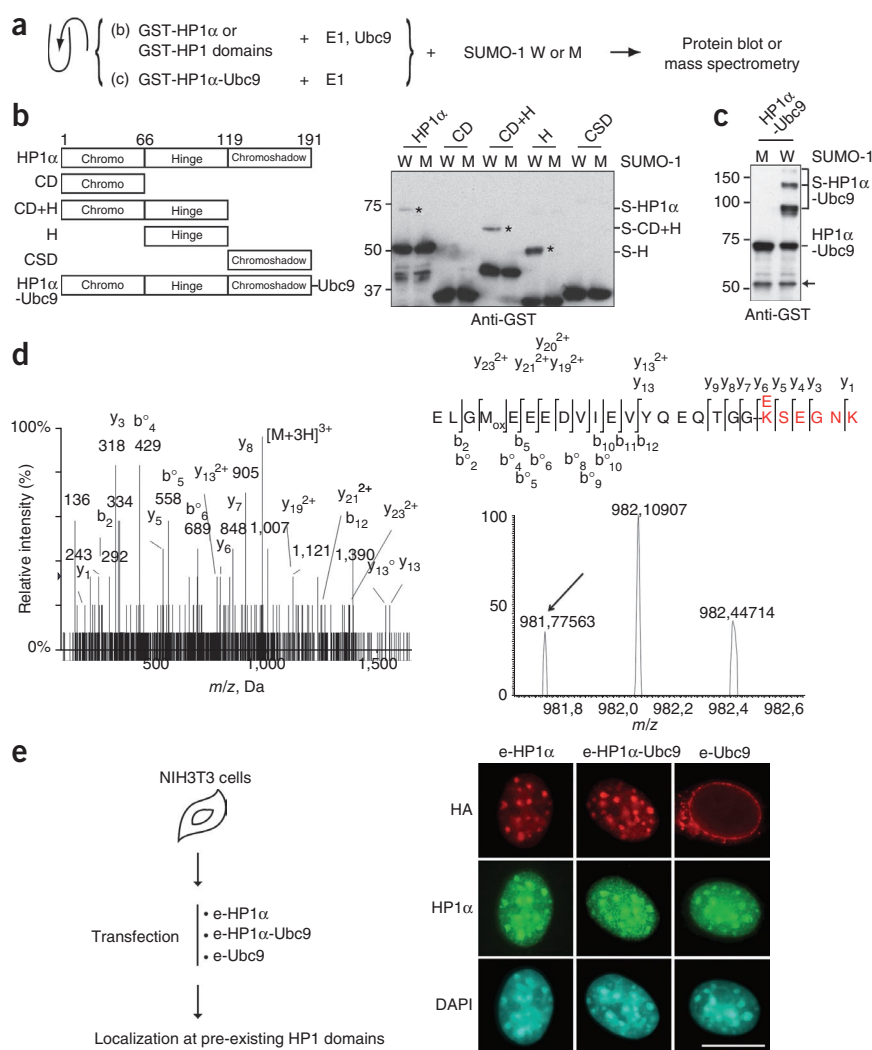 a
(b) GST-HP1α or
GST-HP1 domains
+ E1, Ubc9
(c) GST-HP1α-Ubc9 + E1
+ SUMO-1 W or M
Protein blot or
mass spectrometry
b
1 66 119 191
HP1α Chromo Hinge Chromoshadow
CD Chromo
CD+H Chromo Hinge
H Hinge
CSD Chromoshadow
HP1α
-Ubc9
Chromo Hinge Chromoshadow -Ubc9
HP1α CD CD+H H CSD
W M W M W M W M W M SUMO-1
75
50
37
* * *
S-HP1α
S-CD+H
S-H
Anti-GST
c
HP1α
-Ubc9
M W SUMO-1
150
100
75
50
S-HP1α
-Ubc9
HP1α
-Ubc9
Anti-GST
d
100%
0%
Relative intensity (%)
y3
318
b°4
429
y8
905
[M+3H]3+
136
334
b°5
558
y13 2+
b2
y5
b°6
689
y7
848
y6
1,007
y19 2+
y21 2+
b12
y23 2+
243
y1
292
1,121
1,390
y13° y13
500 1,000 1,500
m/z, Da
y20 2+
y23 2+ y21 2+ y19 2+ y13 2+
y13 y9 y8 y7 y6 y5 y4 y3 y1
E
E L G Mox E E E D V I E V Y Q E Q T G G-K S E G N K
b2 b5 b10 b11 b12
b°2 b°4 b°6 b°8 b°10
b°5 b°9
100
50
0
982,10907
981,77563
982,44714
981,8 982,0 982,2 982,4 982,6
m/z
e
NIH3T3 cells
Transfection
• e-HP1α
• e-HP1α-Ubc9
• e-Ubc9
Localization at pre-existing HP1 domains
e-HP1α e-HP1α-Ubc9 e-Ubc9
HA
HP1α
DAPI